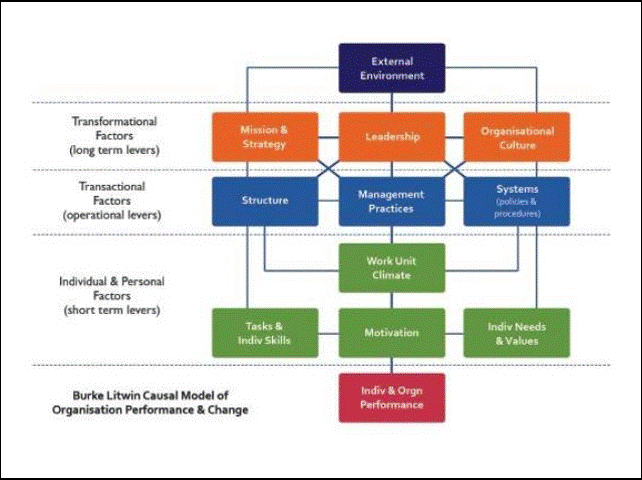 External
Environment
Transformational
Factors
(long term levers)
Mission &
Strategy
Leadership
Organisational
Culture
Transactional
Factors
(operational levers)
Structure
Management
Practices
Systems
(policies &
procedures)
Individual & Personal
Factors
(short term levers)
Work Unit
Climate
Tasks &
Indiv Skills
Motivation
Indiv Needs
& Values
Burke Litwin Causal Model of
Organisation Performance & Change
Indiv & Orgn
Performance